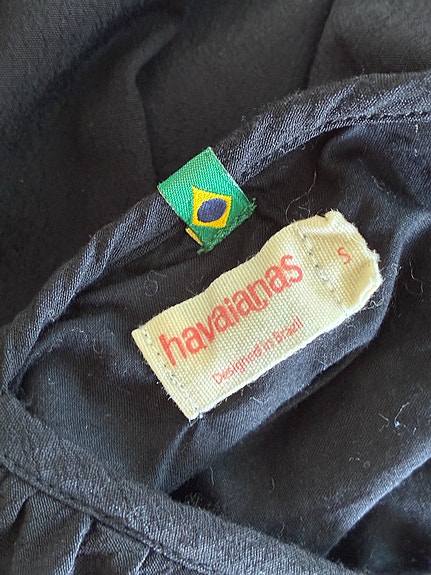 havaianas
Designed in Brazil
S